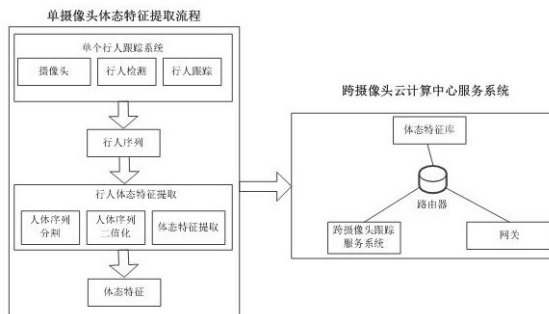 单摄像头体态特征提取流程
单个行人跟踪系统
摄像头
行人检测
行人跟踪
行人序列
行人体态特征提取
人体序列
分割
人体序列
二值化
体态特征提取
体态特征
跨摄像头云计算中心服务系统
体态特征库
路由器
跨摄像头跟踪
服务系统
网关